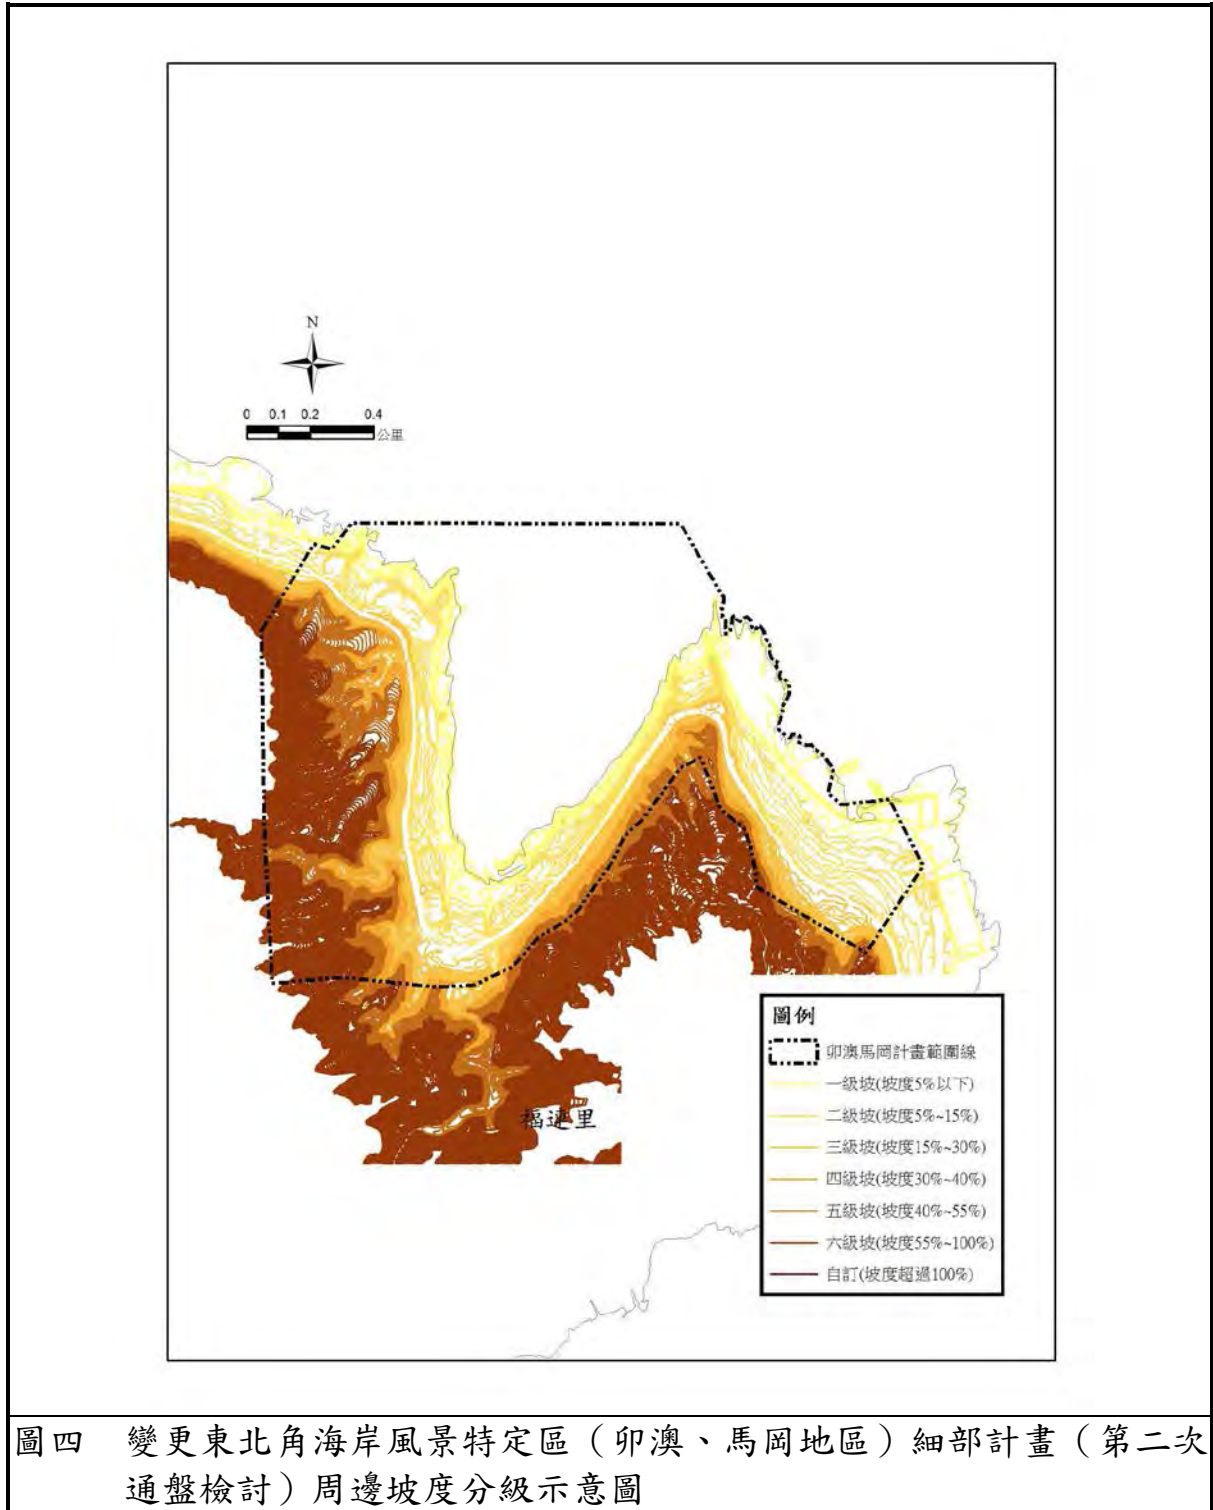 N
0 0.1 0.2 0.4
公里
福連里
圖例
卯澳馬岡計畫範圍線
一級坡(坡度5%以下)
二級坡(坡度5%~15%)
三級坡(坡度15%~30%)
四級坡(坡度30%~40%)
五級坡(坡度40%~55%)
六級坡(坡度55%~100%)
自訂(坡度超過100%)
圖四 變更東北角海岸風景特定區（卯澳、馬岡地區）細部計畫（第二次
通盤檢討）周邊坡度分級示意圖